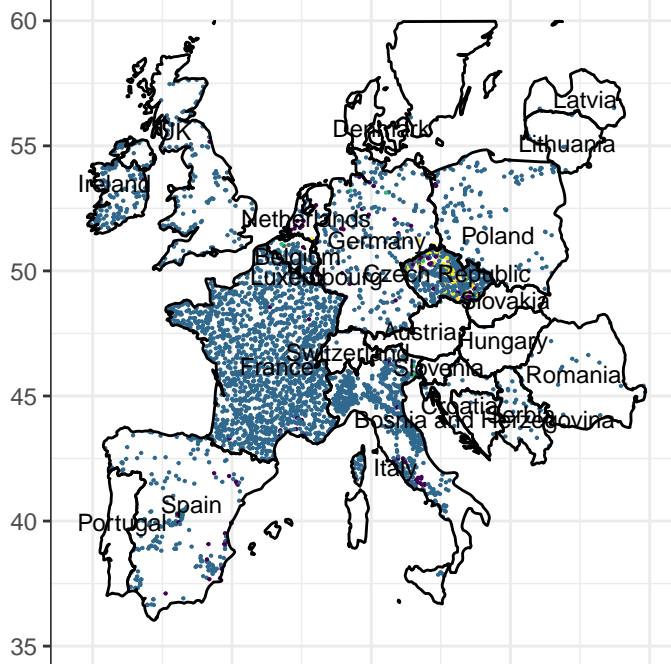 60
Latvia
UK
Denmark
55
Lithuania
Ireland
Netherlands
Germany
Poland
Belgium
50
Czech Republic
Luxembourg
Slovakia
Austria
Hungary
Switzerland
France
Slovenia
Romania
45
Croatia
Serbia
Bosnia and Herzegovina
Italy
Spain
40
Portugal
35